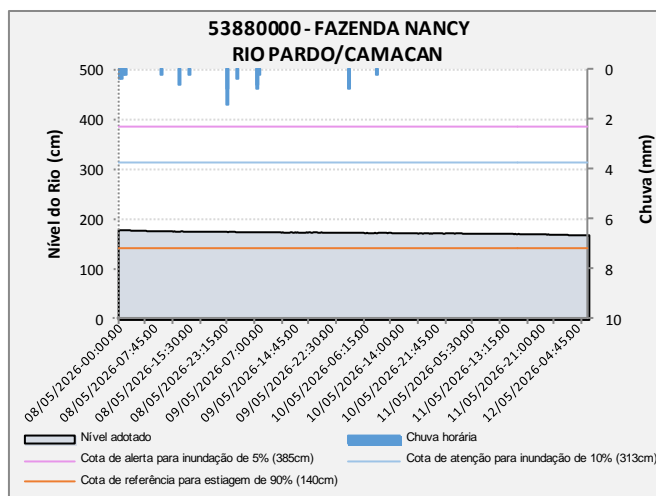 53880000 - FAZENDA NANCY
RIO PARDO/CAMACAN
500
400
300
200
100
0
Nível do Rio (cm)
0
2
4
6
8
10
Chuva (mm)
08/05/2026-00:00:00
08/05/2026-07:45:00
08/05/2026-15:30:00
08/05/2026-23:15:00
09/05/2026-07:00:00
09/05/2026-14:45:00
09/05/2026-22:30:00
10/05/2026-06:15:00
10/05/2026-14:00:00
10/05/2026-21:45:00
11/05/2026-05:30:00
11/05/2026-13:15:00
11/05/2026-21:00:00
12/05/2026-04:45:00
Nível adotado
Chuva horária
Cota de alerta para inundação de 5% (385cm)
Cota de atenção para inundação de 10% (313cm)
Cota de referência para estiagem de 90% (140cm)